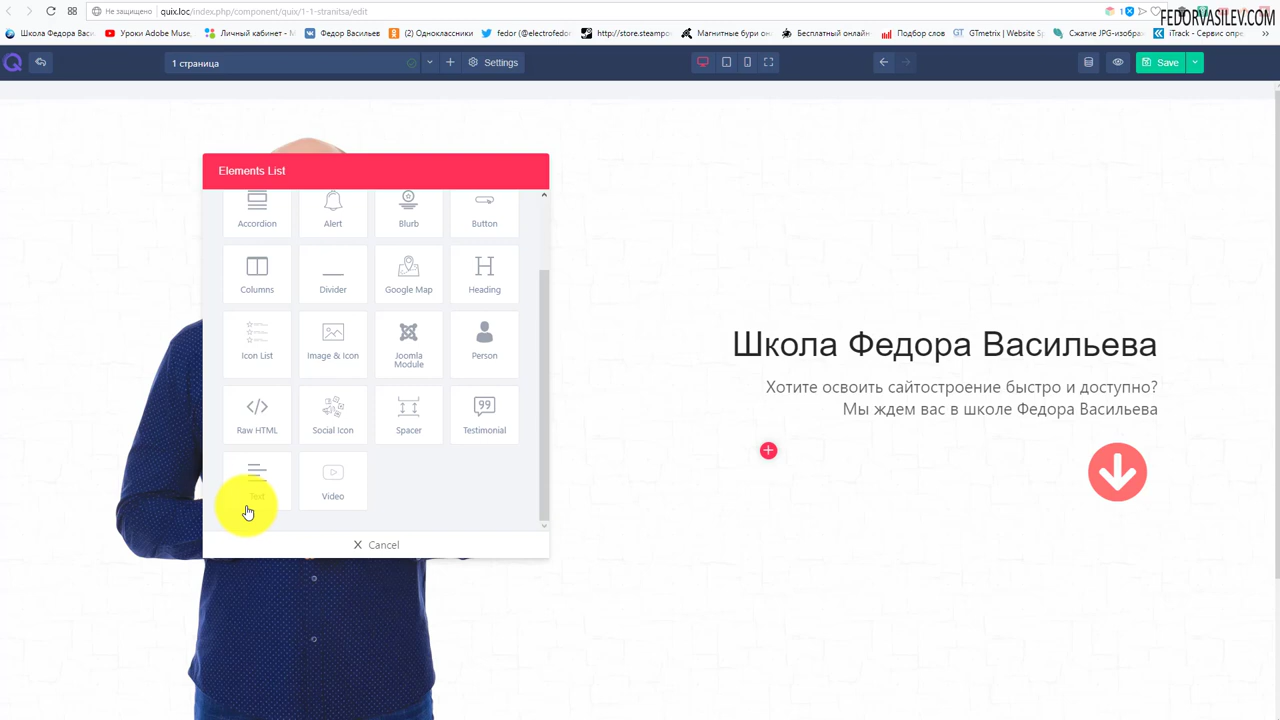 Не защищено
quix.loc/index.php/component/quix/1-1-stranitsa/edit
1
FEDORVASILEV.COM
Школа Федора Васи.
Уроки Adobe Muse,
Личный кабинет - M
Федор Васильев
(2) Одноклассники
fedor (@electrofedor)
http://store.steampo
Магнитные бури он
Бесплатный онлайн
Подбор слов
GTmetrix | Website S
Сжатие JPG-изображ
iTrack - Сервис опре
1 страница
Settings
Save
Elements List
Accordion
Alert
Blurb
Button
Columns
Divider
Google Map
Heading
Icon List
Image & Icon
Joomla
Module
Person
Raw HTML
Social Icon
Spacer
Testimonial
Text
Video
Cancel
Школа Федора Васильева
Хотите освоить сайтостроение быстро и доступно?
Мы ждем вас в школе Федора Васильева